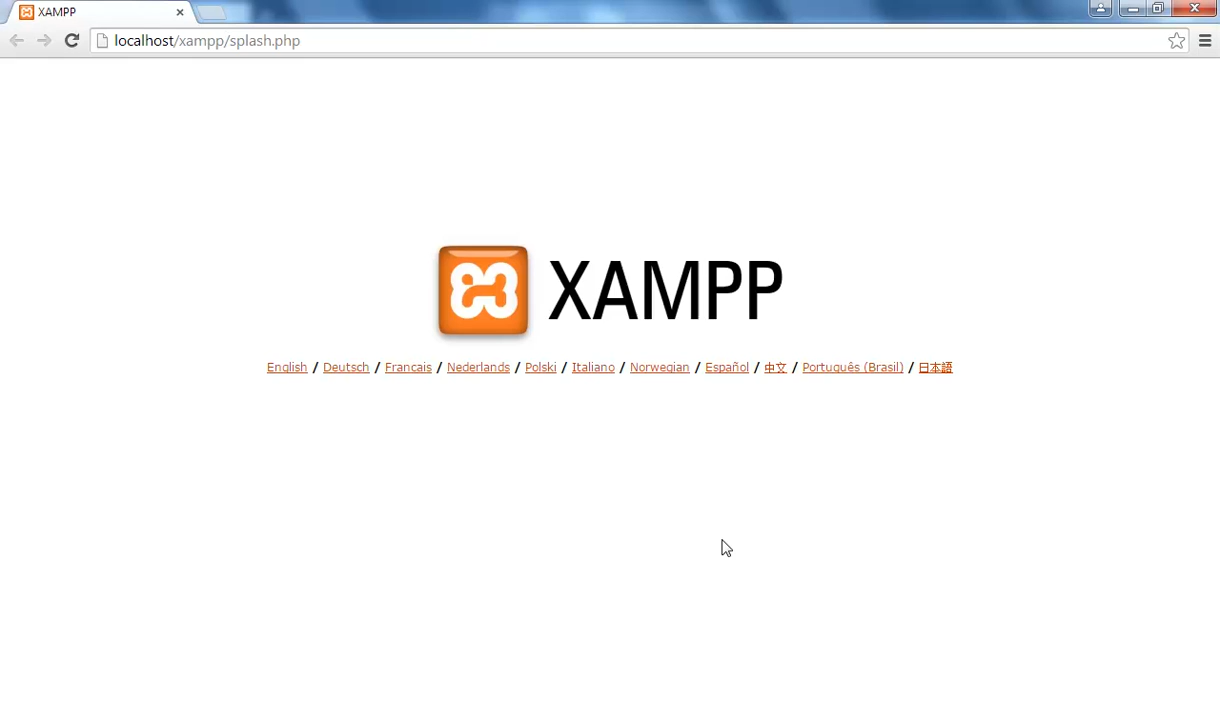 XAMPP
localhost/xampp/splash.php
XAMPP
English / Deutsch / Francais / Nederlands / Polski / Italiano / Norwegian / Español / 中文 / Português (Brasil) / 日本語